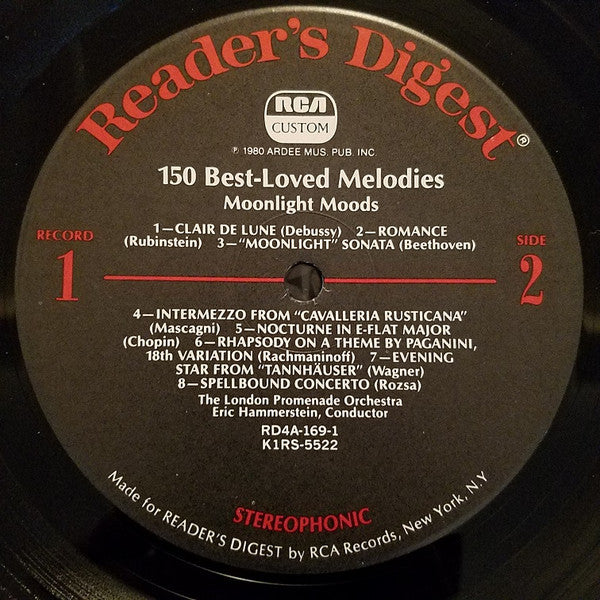 Reader's Digest®
RCA
CUSTOM
℗ 1980 ARDEE MUS. PUB. INC.
150 Best-Loved Melodies
Moonlight Moods
1—CLAIR DE LUNE (Debussy) 2—ROMANCE
(Rubinstein) 3—“MOONLIGHT” SONATA (Beethoven)
RECORD
1
SIDE
2
4—INTERMEZZO FROM “CAVALLERIA RUSTICANA”
(Mascagni) 5—NOCTURNE IN E-FLAT MAJOR
(Chopin) 6—RHAPSODY ON A THEME BY PAGANINI,
18th VARIATION (Rachmaninoff) 7—EVENING
STAR FROM “TANNHÄUSER” (Wagner)
8—SPELLBOUND CONCERTO (Rozsa)
The London Promenade Orchestra
Eric Hammerstein, Conductor
RD4A-169-1
K1RS-5522
STEREOPHONIC
Made for READER'S DIGEST by RCA Records, New York, N.Y